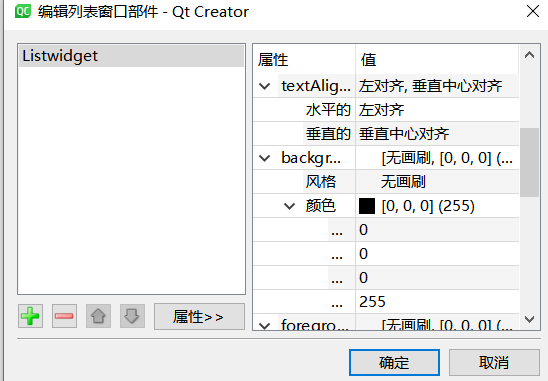 编辑列表窗口部件 - Qt Creator
Listwidget
属性 值
textAlig... 左对齐, 垂直中心对齐
水平的 左对齐
垂直的 垂直中心对齐
backgr... [无画刷, [0, 0, 0] (...
风格 无画刷
颜色 [0, 0, 0] (255)
... 0
... 0
... 0
... 255
foregro... [无画刷, [0, 0, 0] (...
属性>>
确定 取消